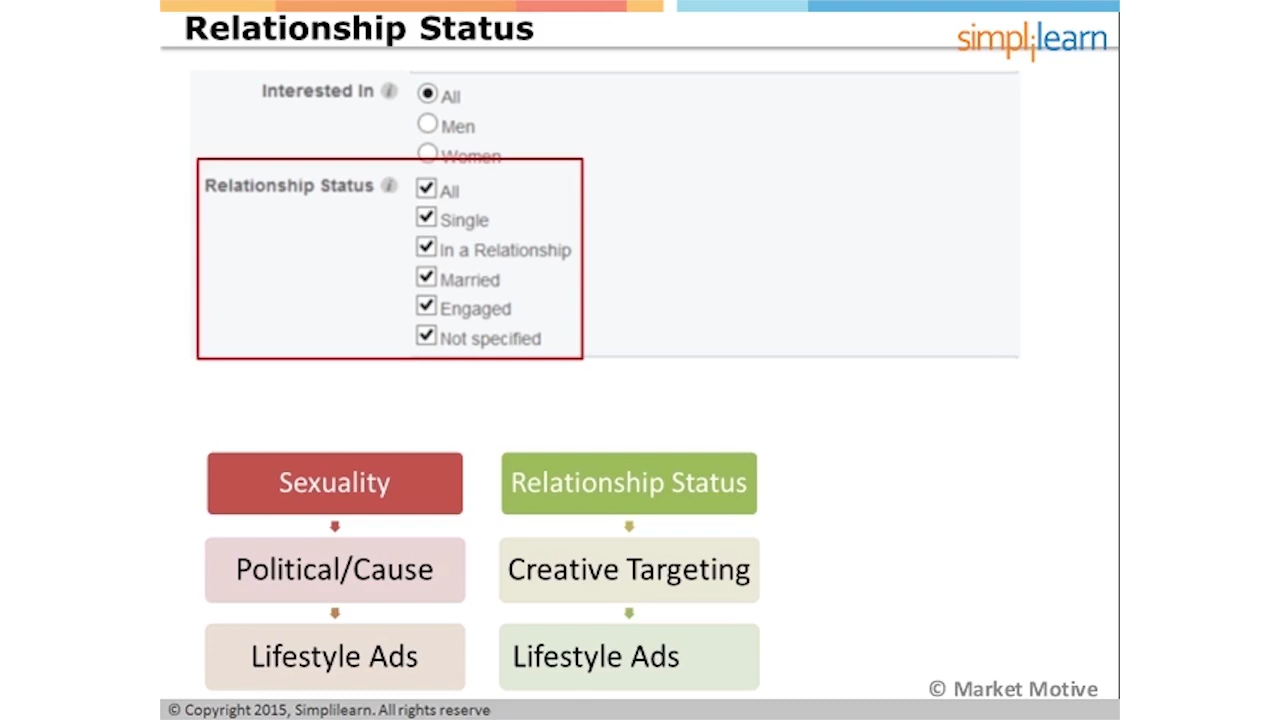 Relationship Status
simplilearn
Interested In
All
Men
Women
Relationship Status
All
Single
In a Relationship
Married
Engaged
Not specified
Sexuality
Relationship Status
Political/Cause
Creative Targeting
Lifestyle Ads
Lifestyle Ads
© Market Motive
© Copyright 2015, Simplilearn. All rights reserve